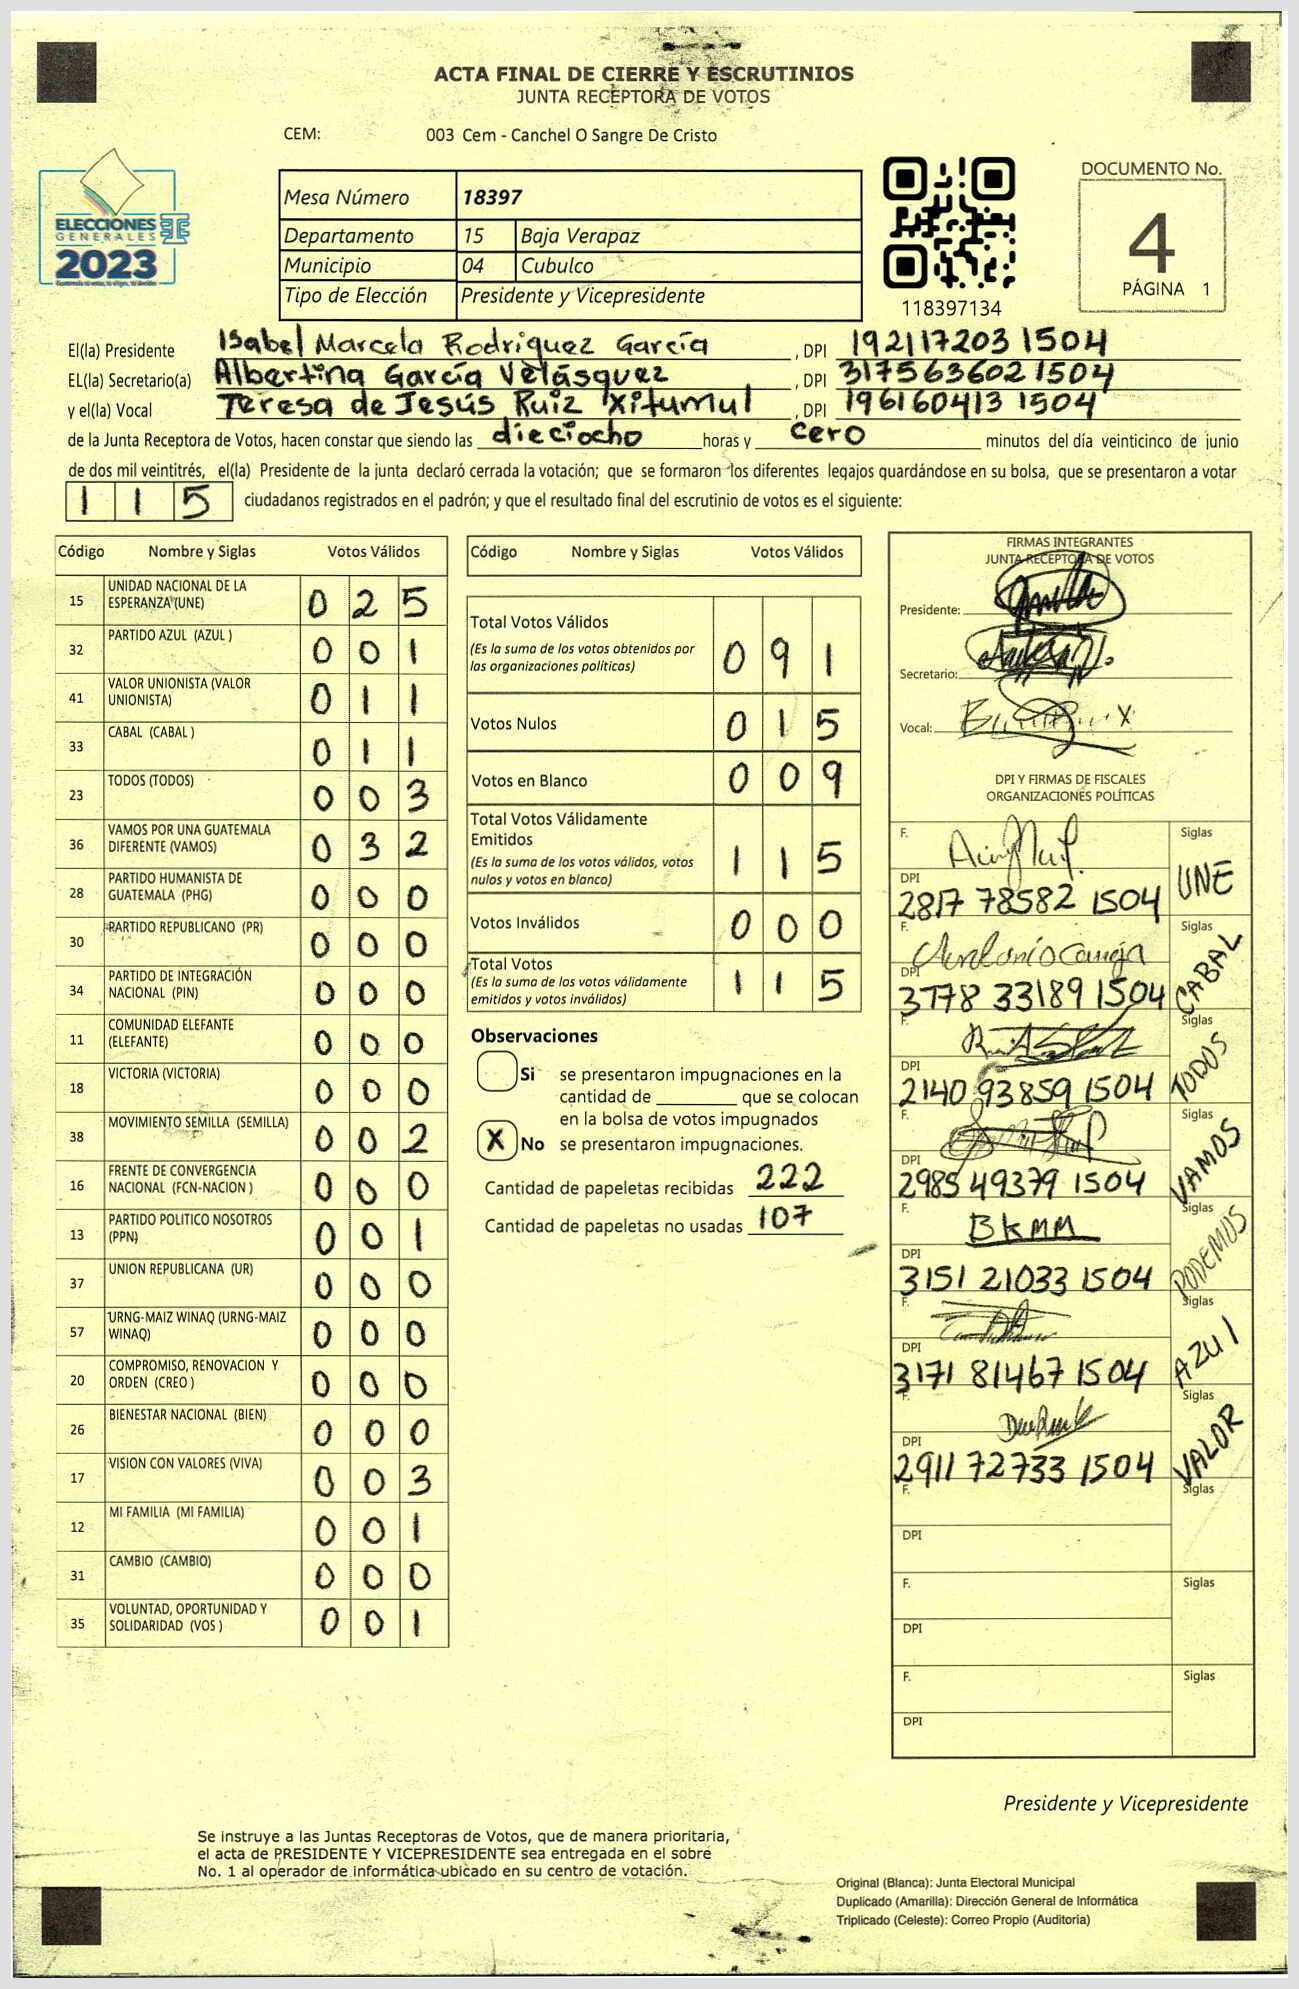 ACTA FINAL DE CIERRE Y ESCRUTINIOS
JUNTA RECEPTORA DE VOTOS
CEM: 003 Cem - Canchel O Sangre De Cristo
ELECCIONES
GENERALES
2023
Mesa Número 18397
Departamento 15 Baja Verapaz
Municipio 04 Cubulco
Tipo de Elección Presidente y Vicepresidente
118397134
DOCUMENTO No.
4
PÁGINA 1
El(la) Presidente Isabel Marcela Rodriguez García, DPI 192117203 1504
EL(la) Secretario(a) Albertina García Velásquez, DPI 317563602 1504
y el(la) Vocal Teresa de Jesús Ruiz Xitumul, DPI 196160413 1504
de la Junta Receptora de Votos, hacen constar que siendo las dieciocho horas y cero minutos del día veinticinco de junio
de dos mil veintitrés, el(la) Presidente de la junta declaró cerrada la votación; que se formaron los diferentes legajos guardándose en su bolsa, que se presentaron a votar
115 ciudadanos registrados en el padrón; y que el resultado final del escrutinio de votos es el siguiente:
Código Nombre y Siglas Votos Válidos
15 UNIDAD NACIONAL DE LA ESPERANZA (UNE) 0 2 5
32 PARTIDO AZUL (AZUL ) 0 0 1
41 VALOR UNIONISTA (VALOR UNIONISTA) 0 1 1
33 CABAL (CABAL ) 0 1 1
23 TODOS (TODOS) 0 0 3
36 VAMOS POR UNA GUATEMALA DIFERENTE (VAMOS) 0 3 2
28 PARTIDO HUMANISTA DE GUATEMALA (PHG) 0 0 0
30 PARTIDO REPUBLICANO (PR) 0 0 0
34 PARTIDO DE INTEGRACIÓN NACIONAL (PIN) 0 0 0
11 COMUNIDAD ELEFANTE (ELEFANTE) 0 0 0
18 VICTORIA (VICTORIA) 0 0 0
38 MOVIMIENTO SEMILLA (SEMILLA) 0 0 2
16 FRENTE DE CONVERGENCIA NACIONAL (FCN-NACION ) 0 0 0
13 PARTIDO POLITICO NOSOTROS (PPN) 0 0 1
37 UNION REPUBLICANA (UR) 0 0 0
57 URNG-MAIZ WINAQ (URNG-MAIZ WINAQ) 0 0 0
20 COMPROMISO, RENOVACION Y ORDEN (CREO ) 0 0 0
26 BIENESTAR NACIONAL (BIEN) 0 0 0
17 VISION CON VALORES (VIVA) 0 0 3
12 MI FAMILIA (MI FAMILIA) 0 0 1
31 CAMBIO (CAMBIO) 0 0 0
35 VOLUNTAD, OPORTUNIDAD Y SOLIDARIDAD (VOS ) 0 0 1
Código Nombre y Siglas Votos Válidos
Total Votos Válidos
(Es la suma de los votos obtenidos por
las organizaciones políticas) 0 9 1
Votos Nulos 0 1 5
Votos en Blanco 0 0 9
Total Votos Válidamente
Emitidos
(Es la suma de los votos válidos, votos
nulos y votos en blanco) 1 1 5
Votos Inválidos 0 0 0
Total Votos
(Es la suma de los votos válidamente
emitidos y votos inválidos) 1 1 5
Observaciones
Si se presentaron impugnaciones en la
cantidad de ________ que se colocan
en la bolsa de votos impugnados
X No se presentaron impugnaciones.
Cantidad de papeletas recibidas 222
Cantidad de papeletas no usadas 107
FIRMAS INTEGRANTES
JUNTA RECEPTORA DE VOTOS
Presidente:
Secretario:
Vocal:
DPI Y FIRMAS DE FISCALES
ORGANIZACIONES POLÍTICAS
F. Siglas
DPI 2817 78582 1504 UNE
F. Siglas
DPI 3778 33189 1504 CABAL
F. Siglas
DPI 2140 93859 1504 TODOS
F. Siglas
DPI 2985 49379 1504 VAMOS
F. BKMM Siglas
DPI 3151 21033 1504 PODEMOS
F. Siglas
DPI 3171 81467 1504 AZUl
F. Siglas
DPI 2911 72733 1504 VALOR
F. Siglas
DPI
F. Siglas
DPI
F. Siglas
DPI
Presidente y Vicepresidente
Se instruye a las Juntas Receptoras de Votos, que de manera prioritaria,
el acta de PRESIDENTE Y VICEPRESIDENTE sea entregada en el sobre
No. 1 al operador de informática ubicado en su centro de votación.
Original (Blanca): Junta Electoral Municipal
Duplicado (Amarilla): Dirección General de Informática
Triplicado (Celeste): Correo Propio (Auditoría)